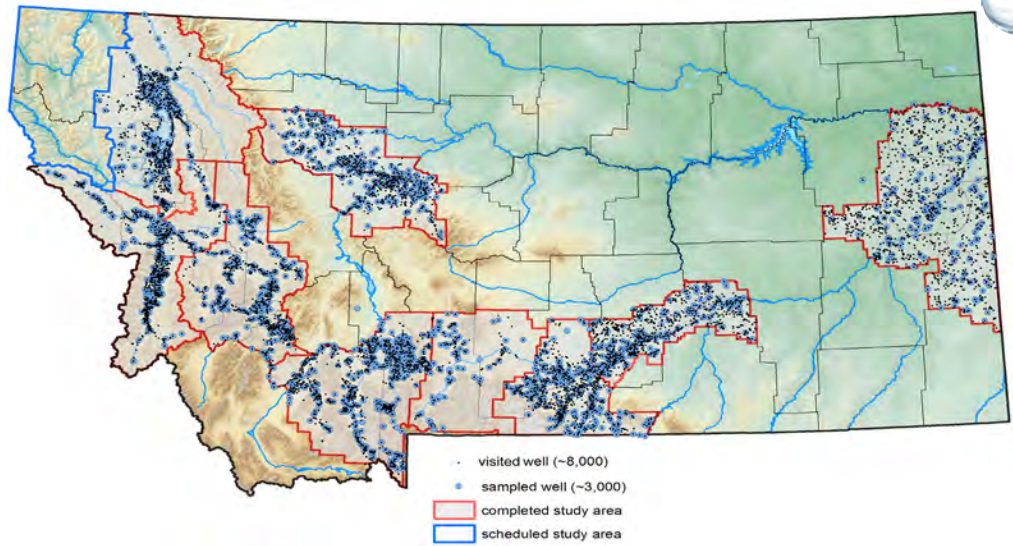 visited well (~8,000)
sampled well (~3,000)
completed study area
scheduled study area